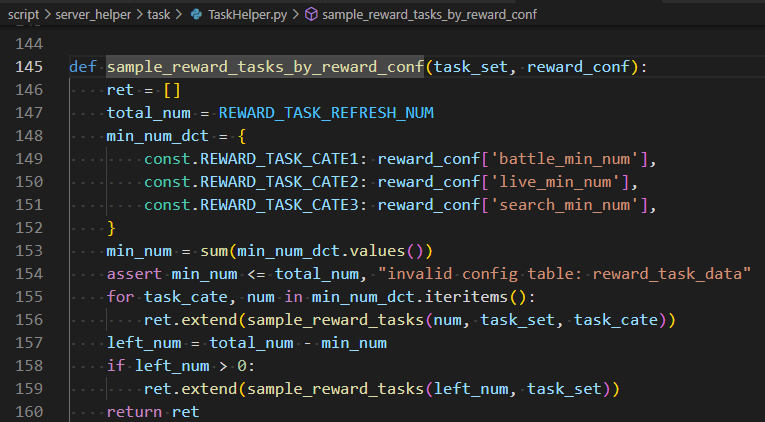 script > server_helper > task > TaskHelper.py > sample_reward_tasks_by_reward_conf
144
145 def sample_reward_tasks_by_reward_conf(task_set, reward_conf):
146     ret = []
147     total_num = REWARD_TASK_REFRESH_NUM
148     min_num_dct = {
149         const.REWARD_TASK_CATE1: reward_conf['battle_min_num'],
150         const.REWARD_TASK_CATE2: reward_conf['live_min_num'],
151         const.REWARD_TASK_CATE3: reward_conf['search_min_num'],
152     }
153     min_num = sum(min_num_dct.values())
154     assert min_num <= total_num, "invalid config table: reward_task_data"
155     for task_cate, num in min_num_dct.iteritems():
156         ret.extend(sample_reward_tasks(num, task_set, task_cate))
157     left_num = total_num - min_num
158     if left_num > 0:
159         ret.extend(sample_reward_tasks(left_num, task_set))
160     return ret